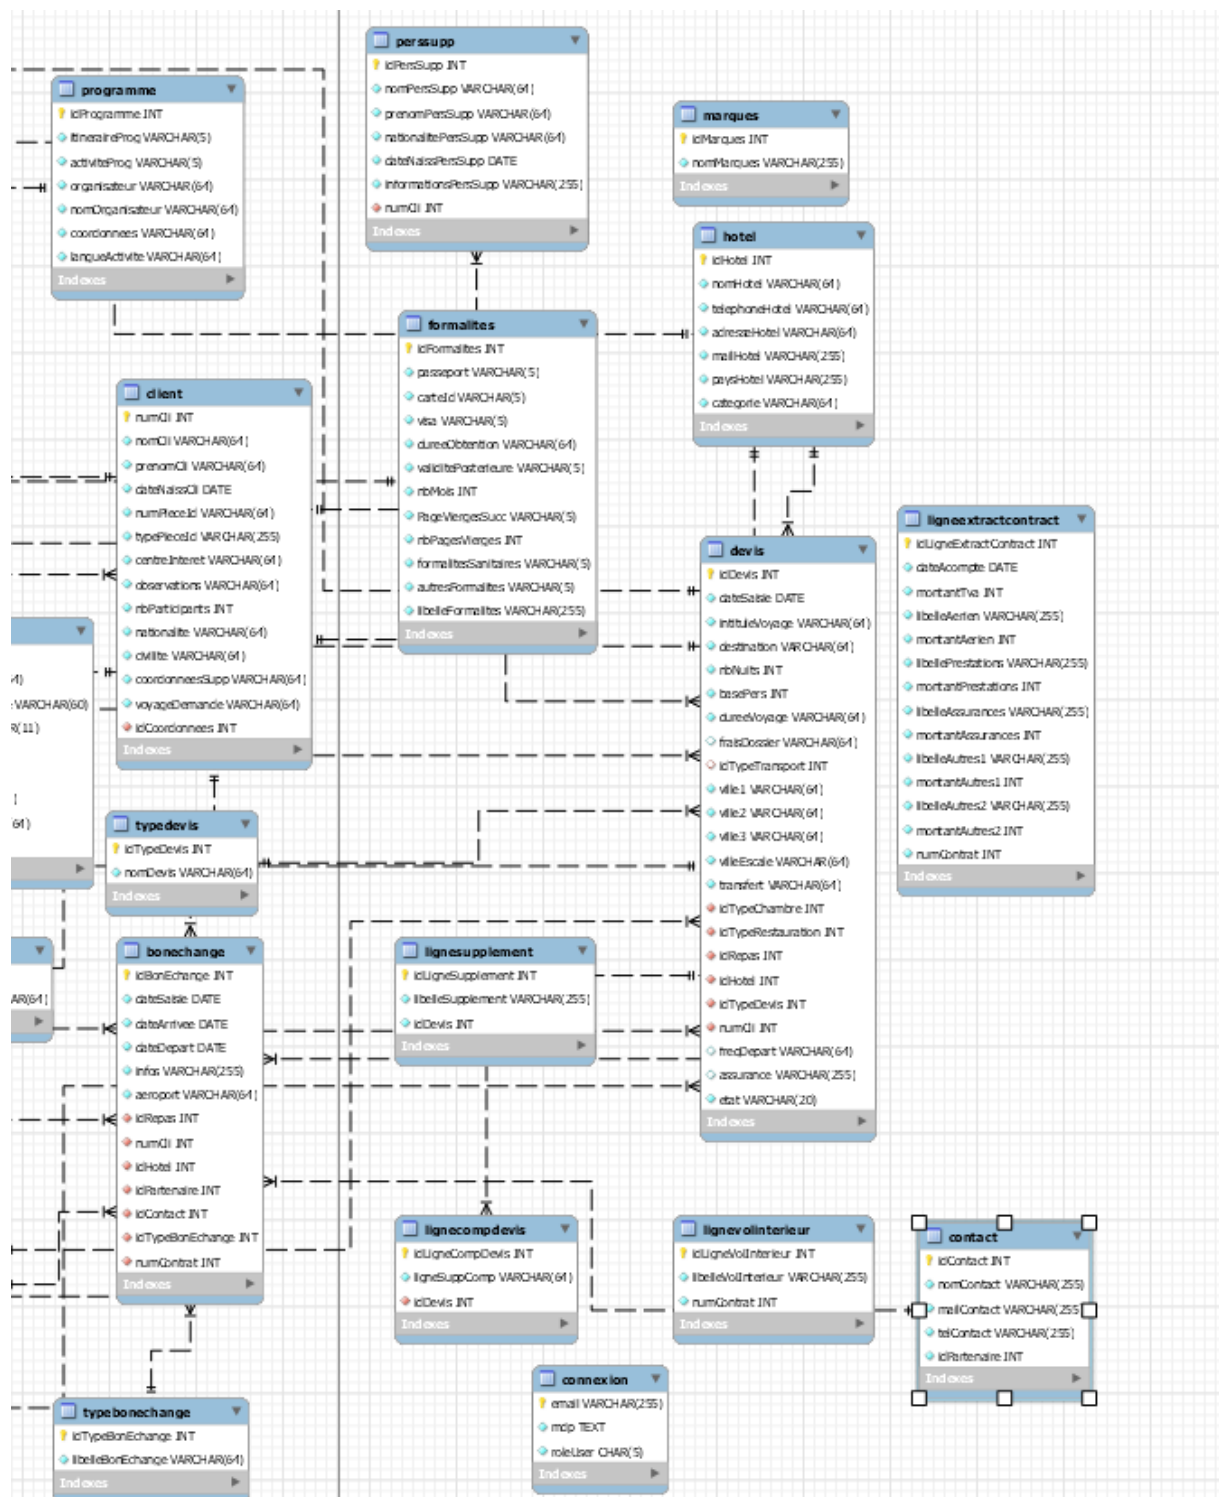 perssupp
idPersSupp INT
nomPersSupp VARCHAR(64)
prenomPersSupp VARCHAR(64)
nationalitePersSupp VARCHAR(64)
dateNaissPersSupp DATE
informationsPersSupp VARCHAR(255)
numCli INT
Indexes
programme
idProgramme INT
itineraireProg VARCHAR(5)
activiteProg VARCHAR(5)
organisateur VARCHAR(64)
nomOrganisateur VARCHAR(64)
coordonnees VARCHAR(64)
langueActivite VARCHAR(64)
Indexes
marques
idMarques INT
nomMarques VARCHAR(255)
Indexes
hotel
idHotel INT
nomHotel VARCHAR(64)
telephoneHotel VARCHAR(64)
adresseHotel VARCHAR(64)
mailHotel VARCHAR(255)
paysHotel VARCHAR(255)
categorie VARCHAR(64)
Indexes
formalites
idFormalites INT
passeport VARCHAR(5)
carteId VARCHAR(5)
visa VARCHAR(5)
dureeObtention VARCHAR(64)
validitePosterieure VARCHAR(5)
nbMois INT
PageViergesSucc VARCHAR(5)
nbPagesVierges INT
formalitesSanitaires VARCHAR(5)
autresFormalites VARCHAR(5)
libelleFormalites VARCHAR(255)
Indexes
client
numCli INT
nomCli VARCHAR(64)
prenomCli VARCHAR(64)
dateNaissCli DATE
numPieceId VARCHAR(64)
typePieceId VARCHAR(255)
centreInteret VARCHAR(64)
observations VARCHAR(64)
nbParticipants INT
nationalite VARCHAR(64)
civilite VARCHAR(64)
coordonneesSupp VARCHAR(64)
voyageDemande VARCHAR(64)
idCoordonnees INT
Indexes
ligneextractcontract
idLigneExtractContract INT
dateAcompte DATE
montantTva INT
libelleAerien VARCHAR(255)
montantAerien INT
libellePrestations VARCHAR(255)
montantPrestations INT
libelleAssurances VARCHAR(255)
montantAssurances INT
libelleAutres1 VARCHAR(255)
montantAutres1 INT
libelleAutres2 VARCHAR(255)
montantAutres2 INT
numContrat INT
Indexes
devis
idDevis INT
dateSaisie DATE
intituleVoyage VARCHAR(64)
destination VARCHAR(64)
nbNuits INT
basePers INT
dureeVoyage VARCHAR(64)
fraisDossier VARCHAR(64)
idTypeTransport INT
ville1 VARCHAR(64)
ville2 VARCHAR(64)
ville3 VARCHAR(64)
villeEscale VARCHAR(64)
transfert VARCHAR(64)
idTypeChambre INT
idTypeRestauration INT
idRepas INT
idHotel INT
idTypeDevis INT
numCli INT
freqDepart VARCHAR(64)
assurance VARCHAR(255)
etat VARCHAR(20)
Indexes
4)
VARCHAR(60)
R(11)
)
64)
typedevis
idTypeDevis INT
nomDevis VARCHAR(64)
Indexes
AR(64)
bonechange
idBonEchange INT
dateSaisie DATE
dateArrivee DATE
dateDepart DATE
infos VARCHAR(255)
aeroport VARCHAR(64)
idRepas INT
numCli INT
idHotel INT
idPartenaire INT
idContact INT
idTypeBonEchange INT
numContrat INT
Indexes
lignesupplement
idLigneSupplement INT
libelleSupplement VARCHAR(255)
idDevis INT
Indexes
lignecompdevis
idLigneCompDevis INT
ligneSuppComp VARCHAR(64)
idDevis INT
Indexes
lignevolinterieur
idLigneVolInterieur INT
libelleVolInterieur VARCHAR(255)
numContrat INT
Indexes
contact
idContact INT
nomContact VARCHAR(255)
mailContact VARCHAR(255
telContact VARCHAR(255)
idPartenaire INT
Indexes
connexion
email VARCHAR(255)
mdp TEXT
roleUser CHAR(5)
Indexes
typebonechange
idTypeBonEchange INT
libelleBonEchange VARCHAR(64)
Indexes